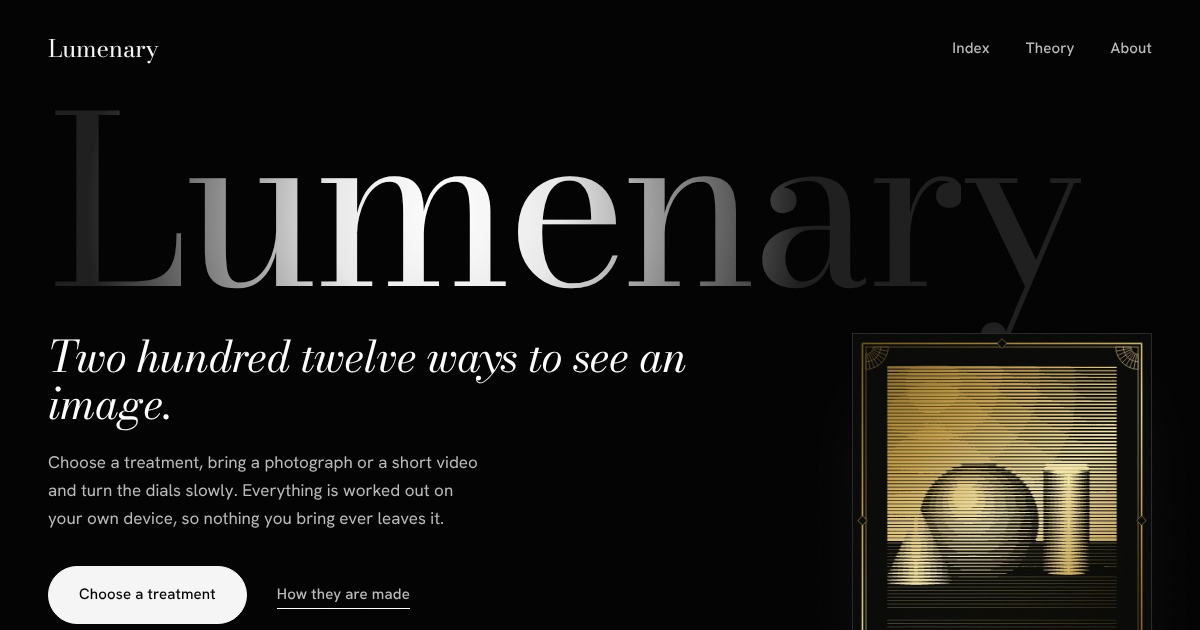 Lumenary
Index
Theory
About
Lumenary
Two hundred twelve ways to see an
image.
Choose a treatment, bring a photograph or a short video
and turn the dials slowly. Everything is worked out on
your own device, so nothing you bring ever leaves it.
Choose a treatment
How they are made